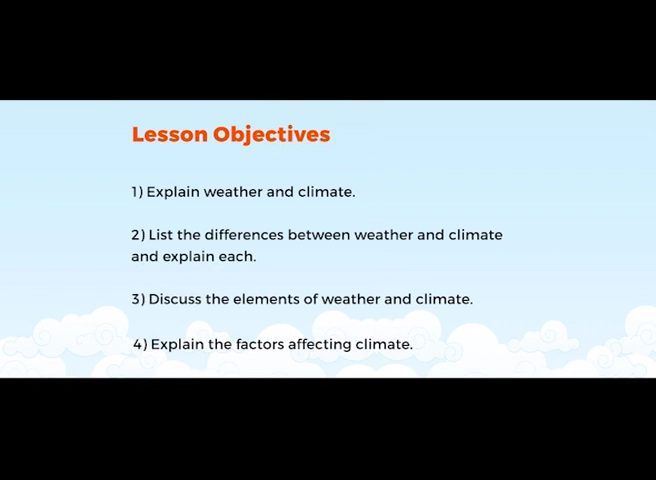 Lesson Objectives
1) Explain weather and climate.
2) List the differences between weather and climate
and explain each.
3) Discuss the elements of weather and climate.
4) Explain the factors affecting climate.